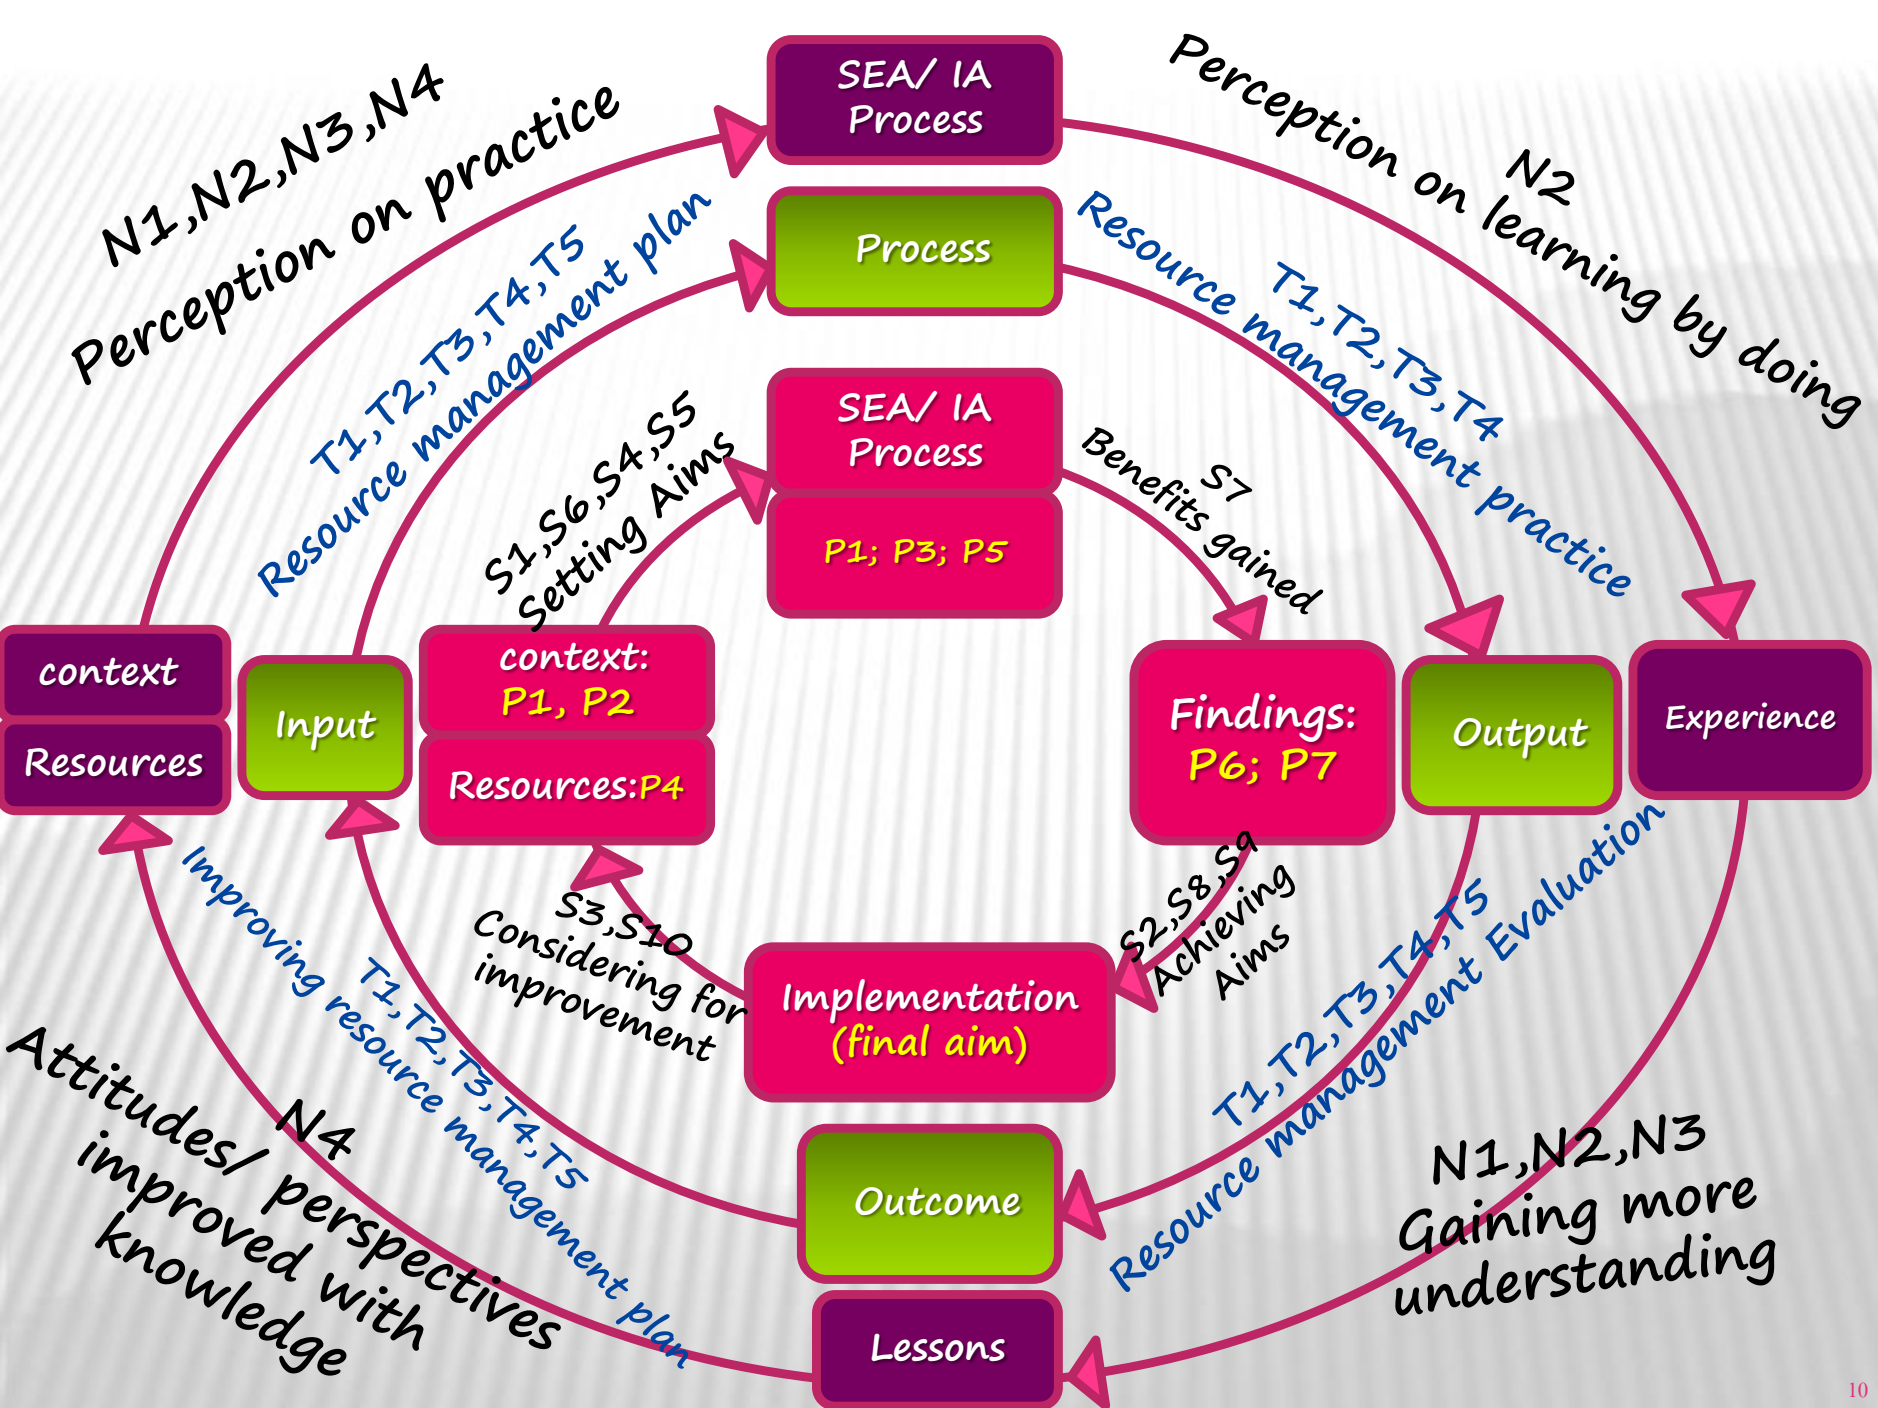 SEA/ IA
Process
N1,N2,N3,N4
Perception on practice
Perception on learning by doing
N2
Process
T1,T2,T3,T4,T5
Resource management plan
Resource management practice
T1,T2,T3,T4
SEA/ IA
Process
P1; P3; P5
S1,S6,S4,S5
Setting Aims
S7
Benefits gained
context
Resources
Input
context:
P1, P2
Resources:P4
Findings:
P6; P7
Output
Experience
S3,S10
Considering for
improvement
S2,S8,S9
Achieving
Aims
Implementation
(final aim)
T1,T2,T3,T4,T5
Improving resource management plan
T1,T2,T3,T4,T5
Resource management Evaluation
N4
Attitudes/ perspectives
improved with
knowledge
N1,N2,N3
Gaining more
understanding
Outcome
Lessons
10